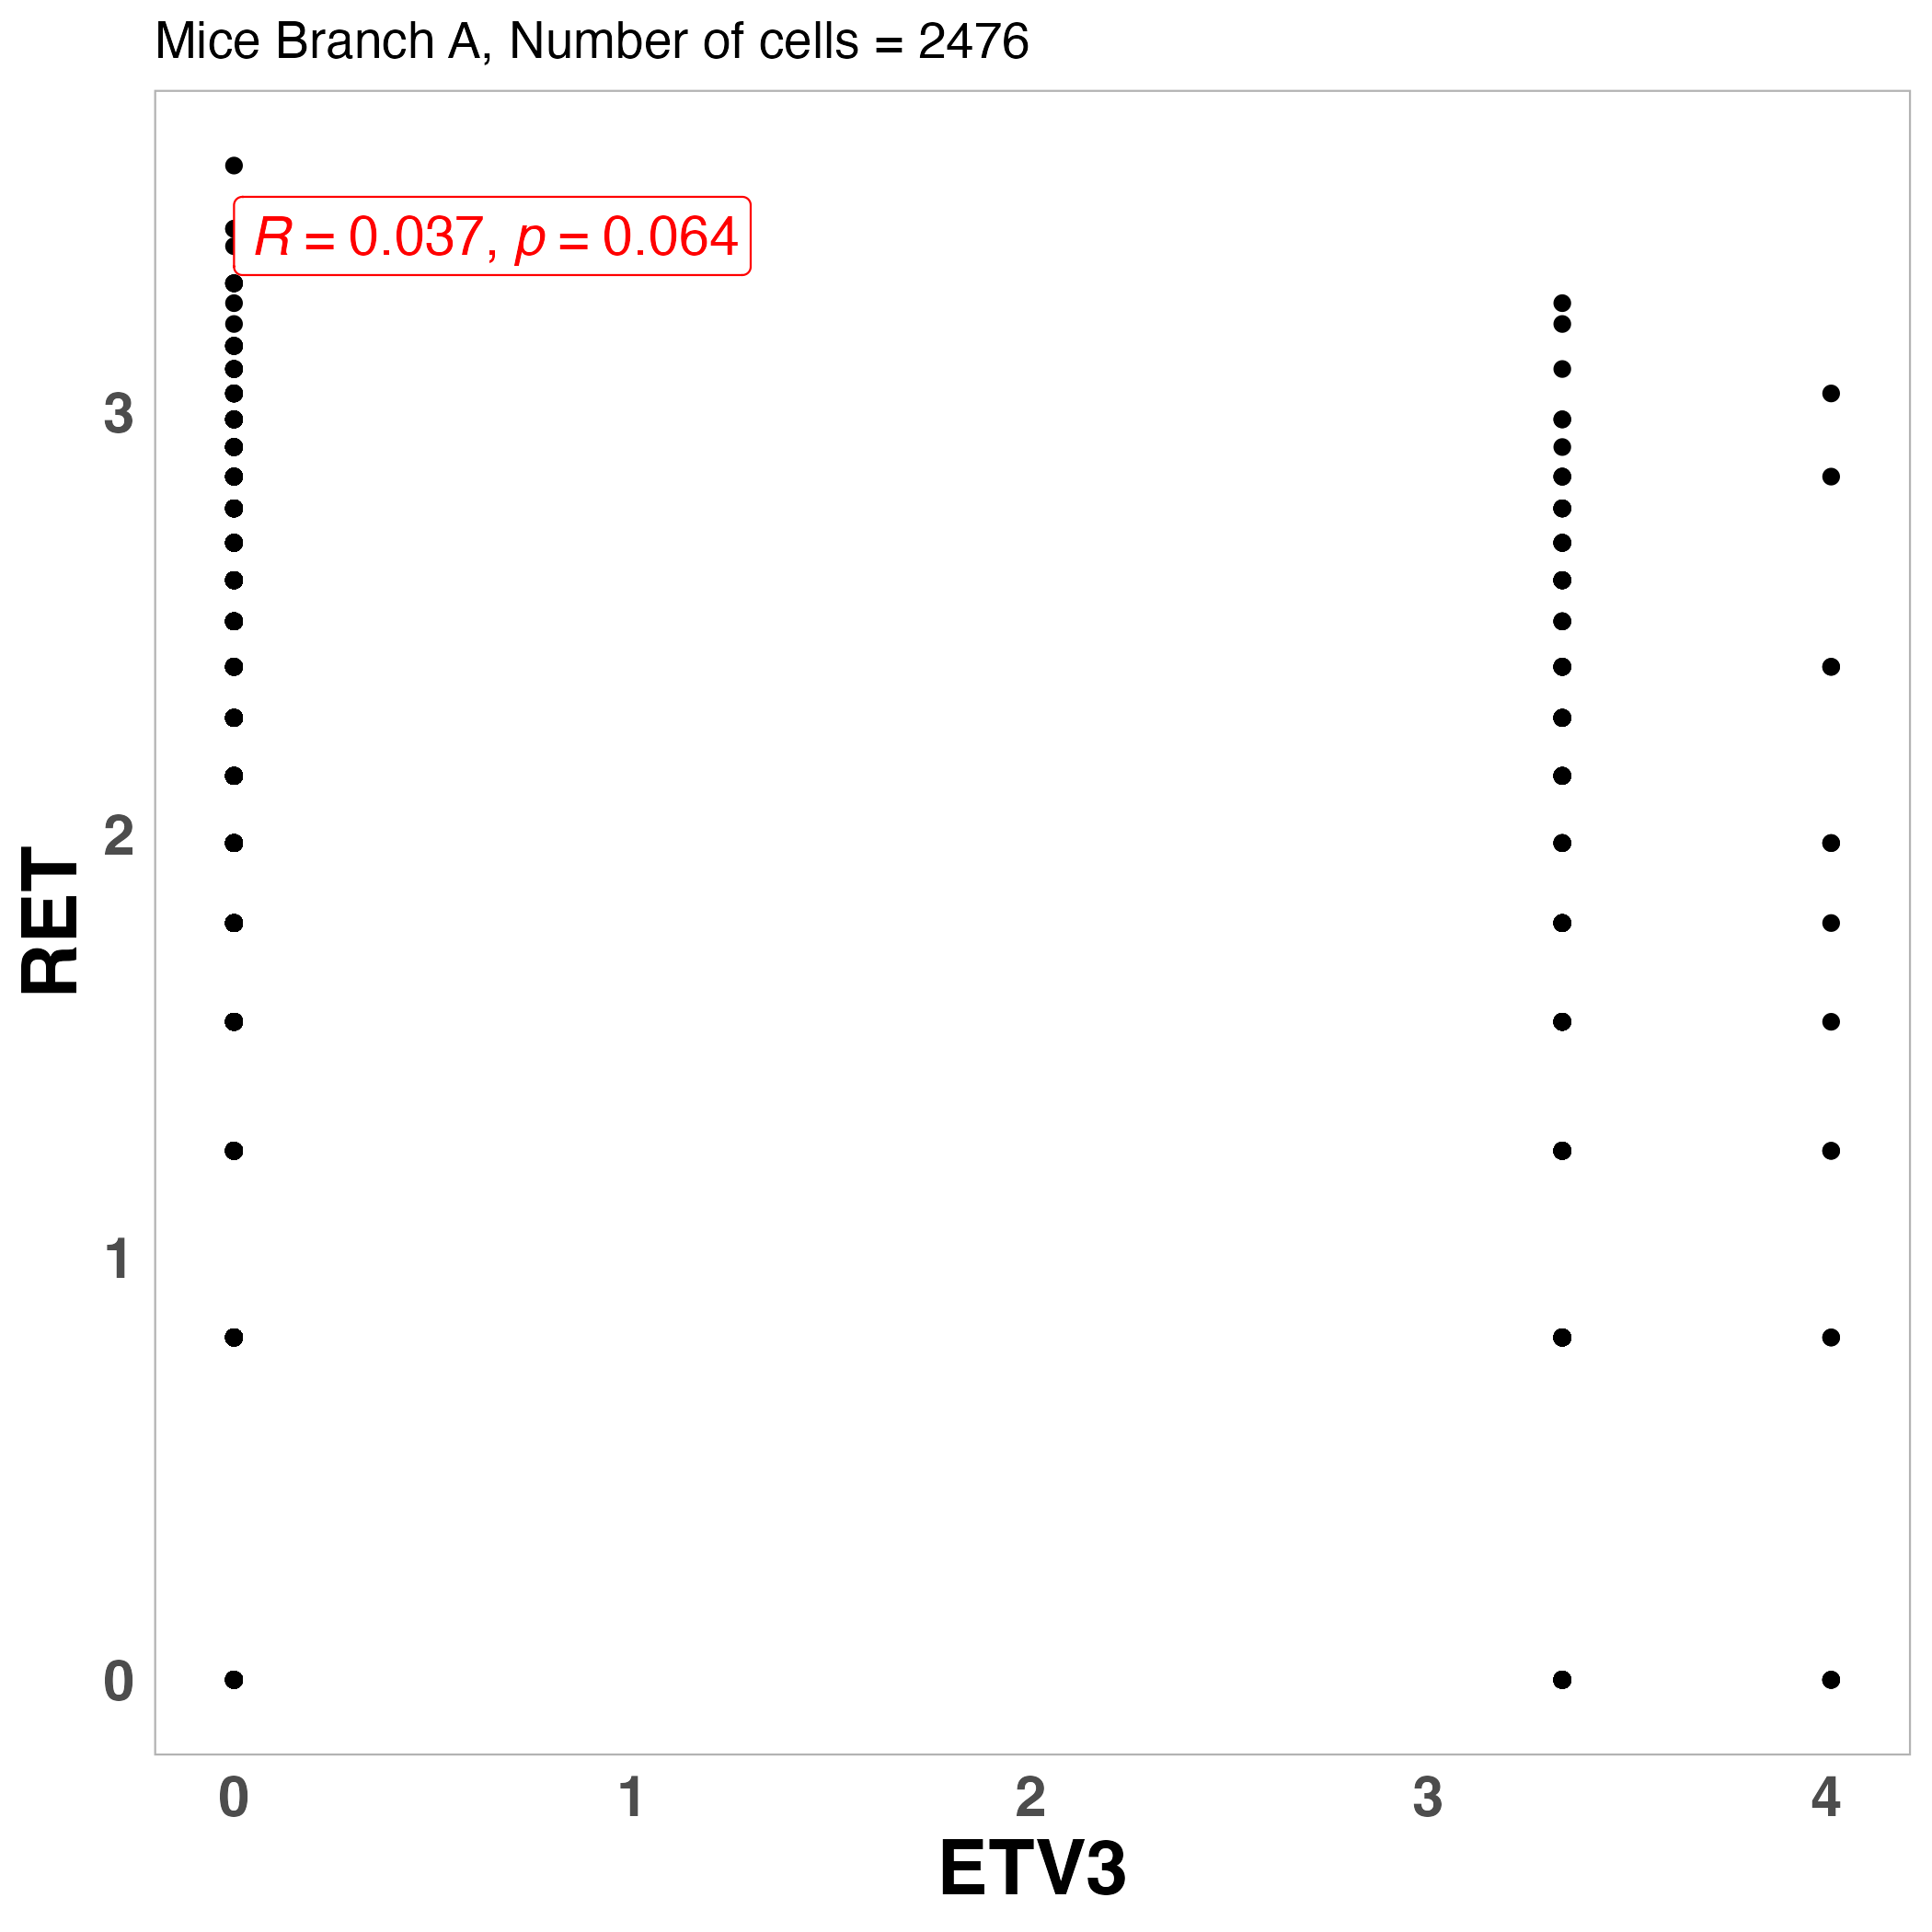 Mice Branch A, Number of cells = 2476
R = 0.037, p = 0.064
3
2
1
0
RET
0 1 2 3 4
ETV3